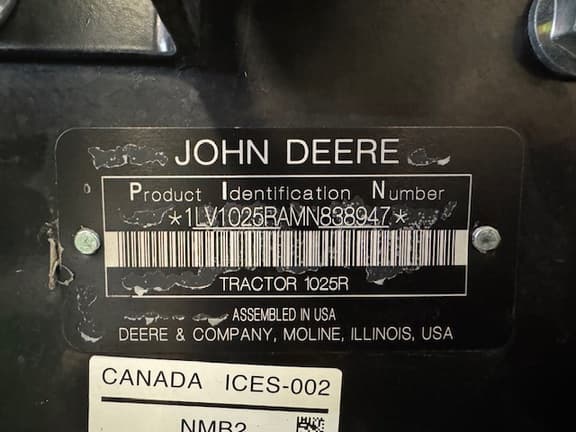 JOHN DEERE
Product Identification Number
*1LV1025RAMN838947*
TRACTOR 1025R
ASSEMBLED IN USA
DEERE & COMPANY, MOLINE, ILLINOIS, USA
CANADA ICES-002
NMB2